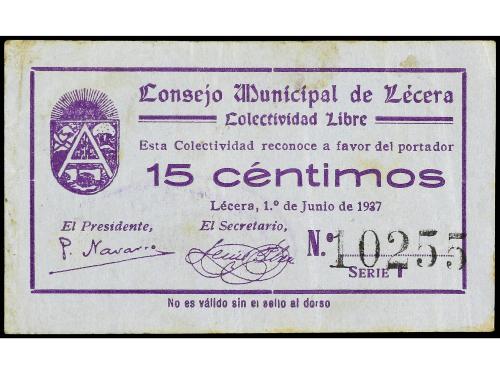 Consejo Municipal de Lécera
Colectividad Libre
Esta Colectividad reconoce a favor del portador
15 céntimos
Lécera, 1.º de Junio de 1937
El Presidente, El Secretario,
P. Navarro
N.º 10255
SERIE T
No es válido sin el sello al dorso